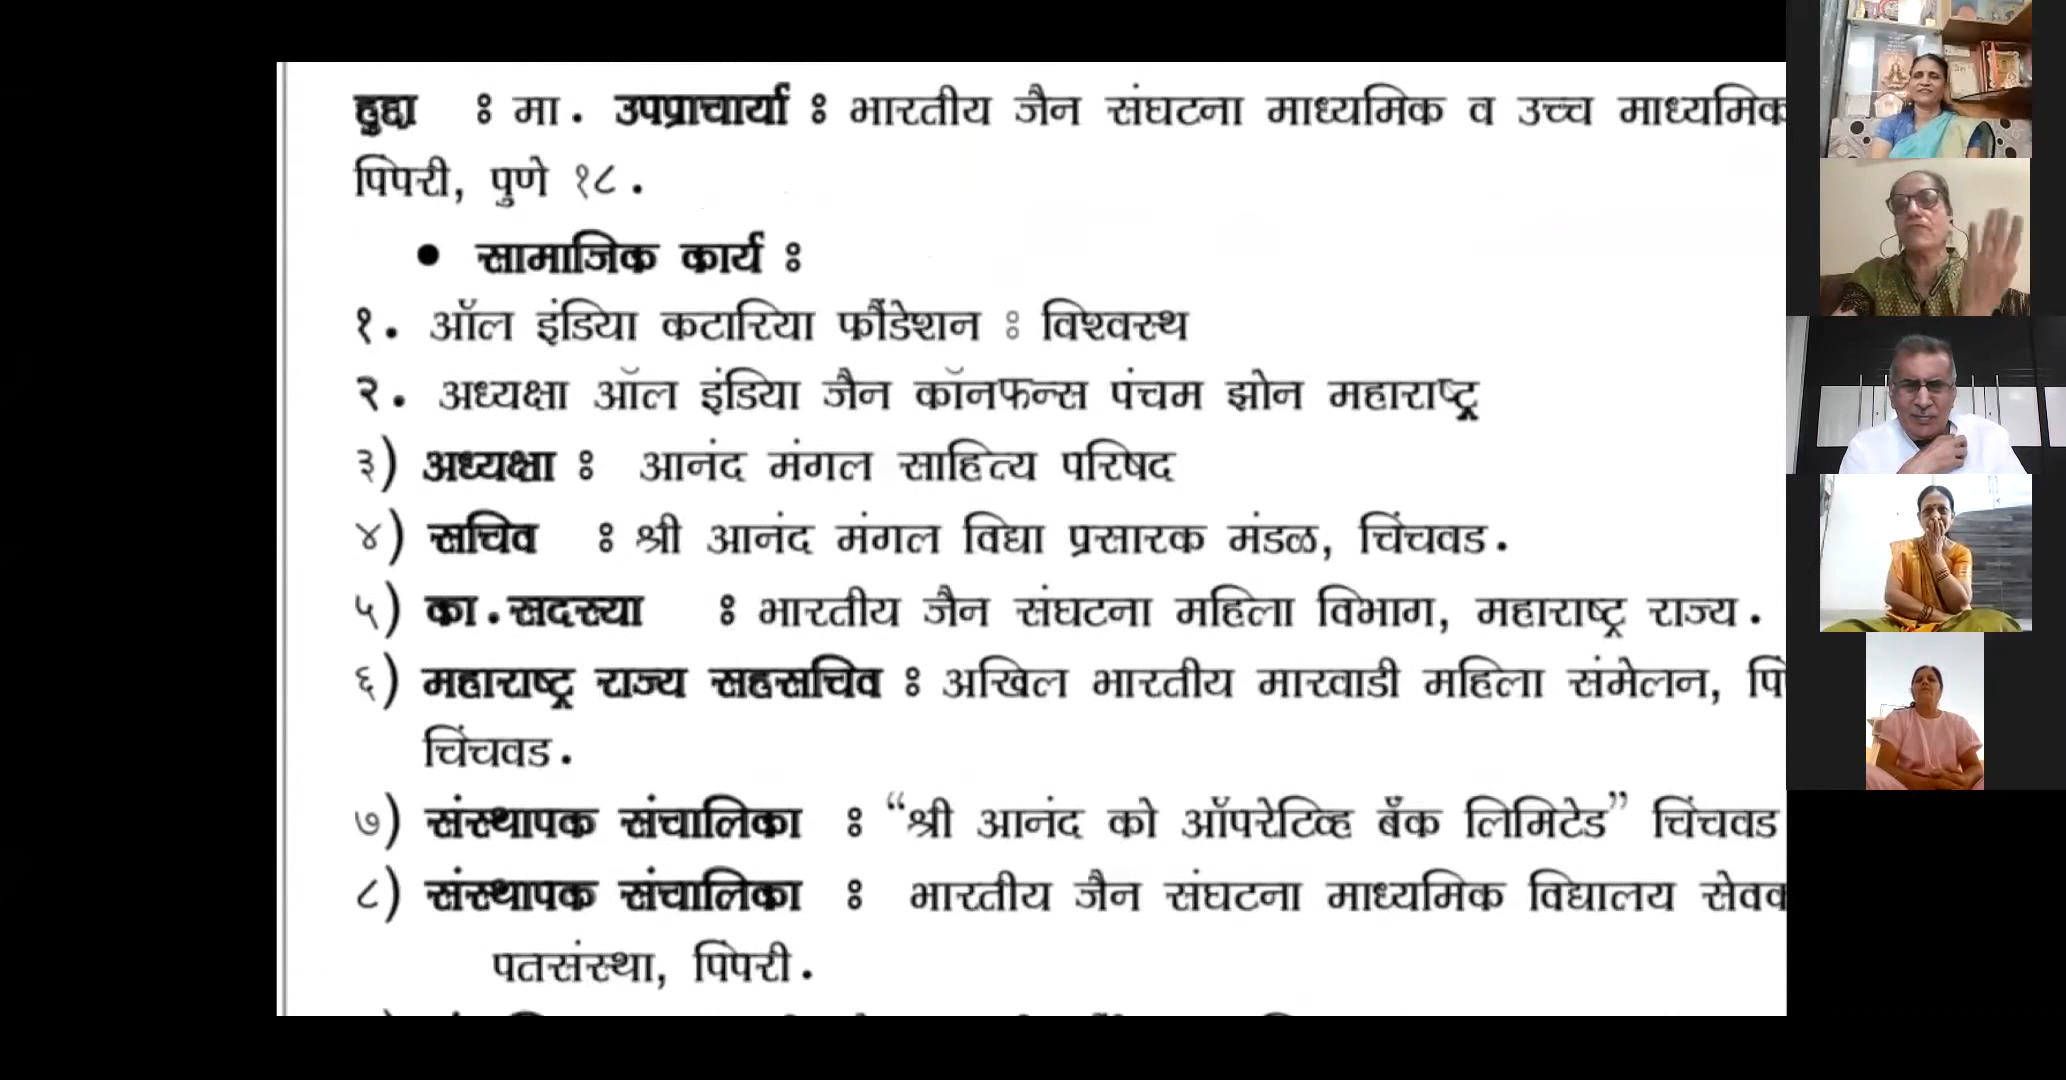 हुद्दा : मा. उपप्राचार्या : भारतीय जैन संघटना माध्यमिक व उच्च माध्यमिक
पिंपरी, पुणे १८.
• सामाजिक कार्य :
१. ऑल इंडिया कटारिया फौंडेशन : विश्वस्थ
२. अध्यक्षा ऑल इंडिया जैन कॉनफन्स पंचम झोन महाराष्ट्र
३) अध्यक्षा : आनंद मंगल साहित्य परिषद
४) सचिव : श्री आनंद मंगल विद्या प्रसारक मंडळ, चिंचवड.
५) का.सदस्या : भारतीय जैन संघटना महिला विभाग, महाराष्ट्र राज्य.
६) महाराष्ट्र राज्य सहसचिव : अखिल भारतीय मारवाडी महिला संमेलन, पिं
चिंचवड.
७) संस्थापक संचालिका : “श्री आनंद को ऑपरेटिव्ह बँक लिमिटेड” चिंचवड
८) संस्थापक संचालिका : भारतीय जैन संघटना माध्यमिक विद्यालय सेवक
पतसंस्था, पिंपरी.